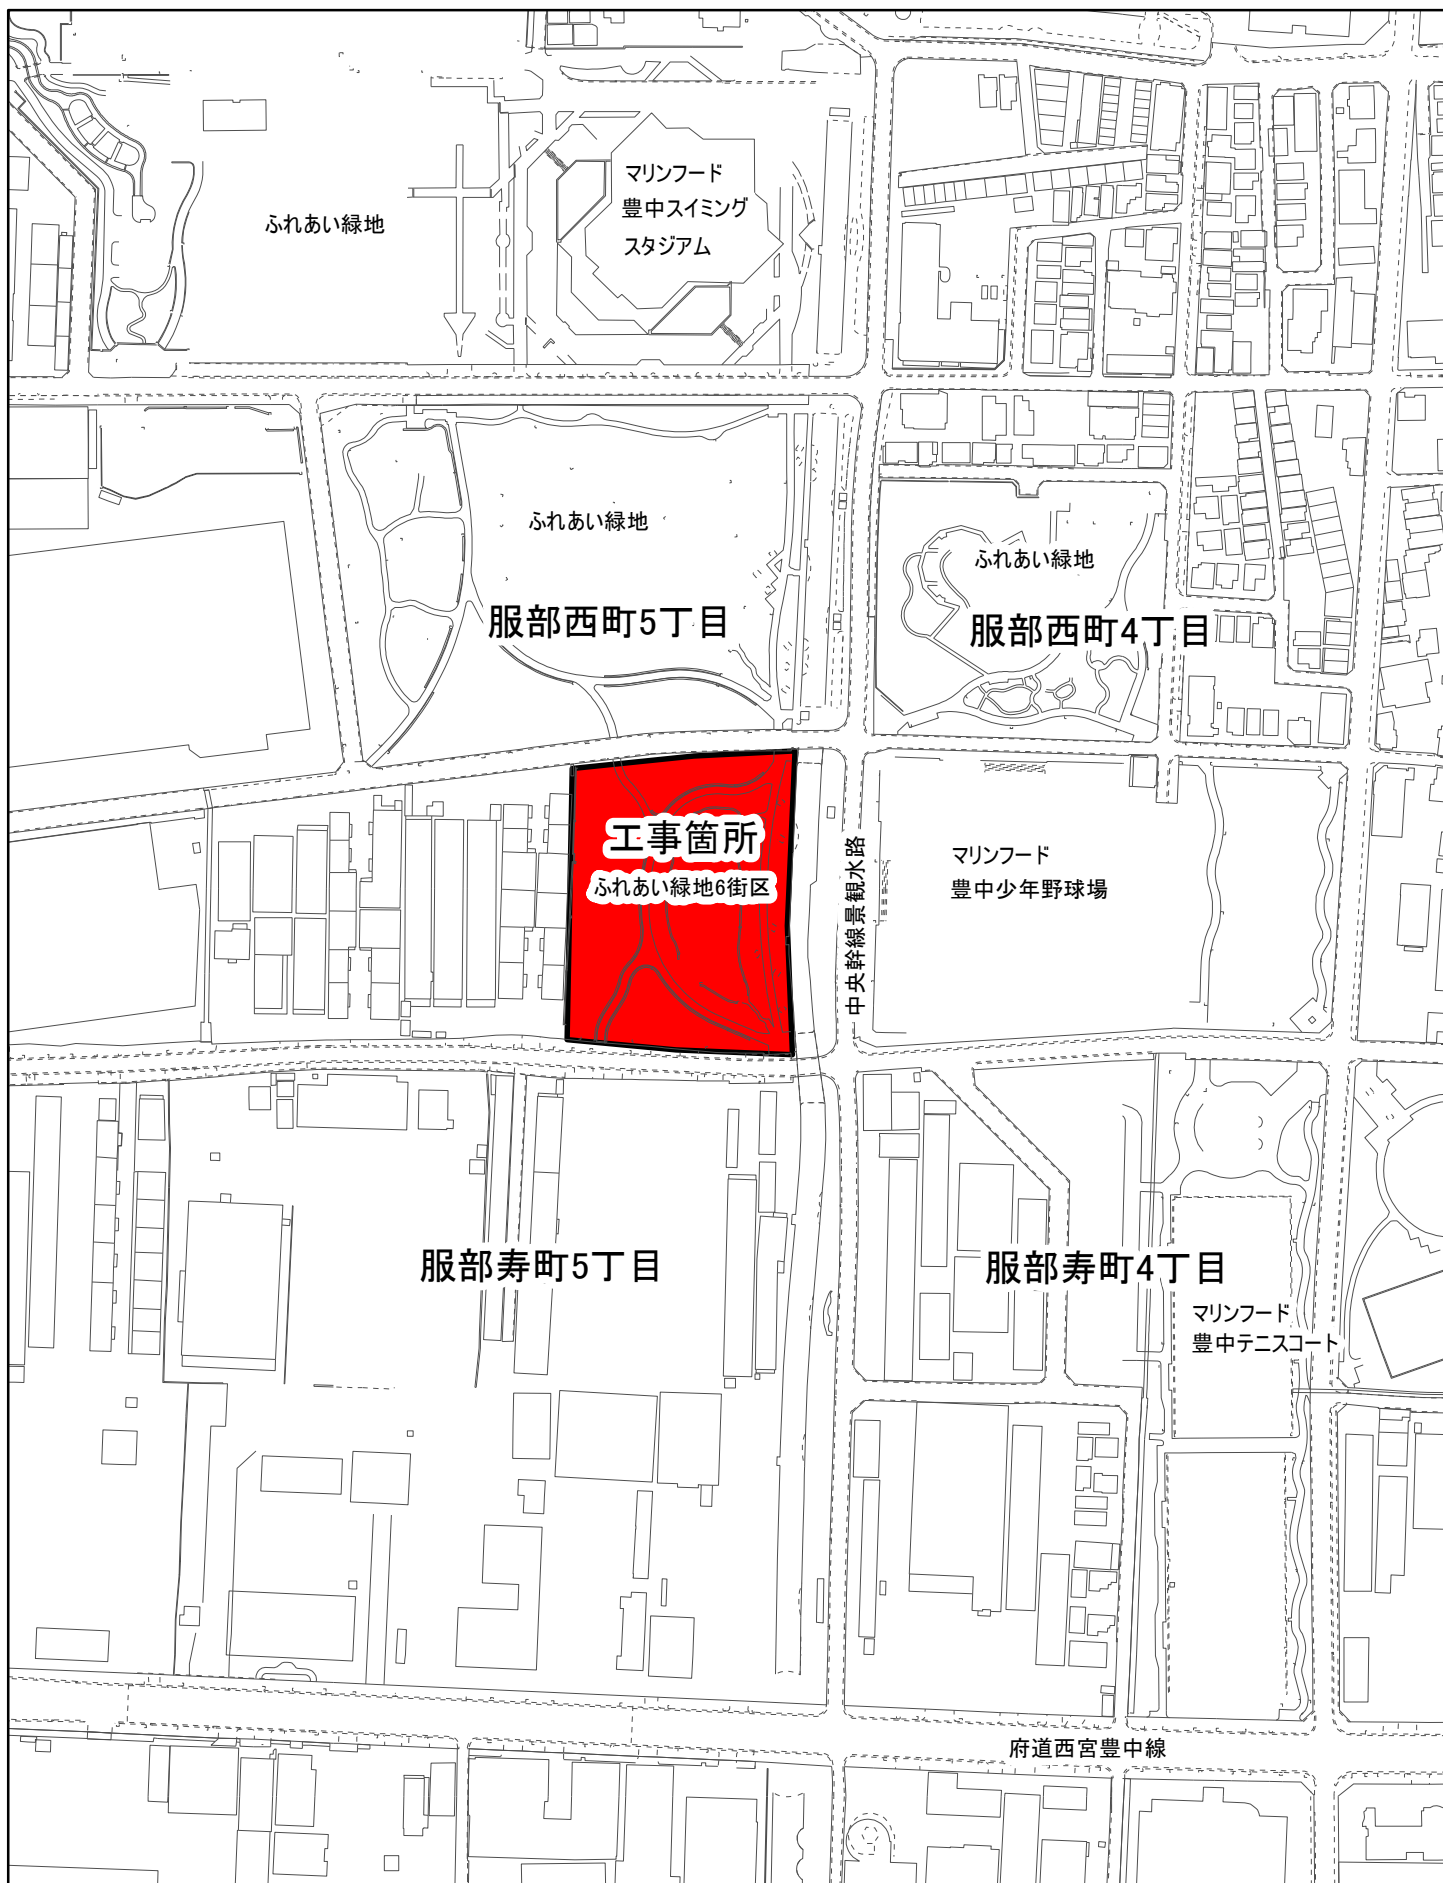 マリンフード
豊中スイミング
スタジアム
ふれあい緑地
ふれあい緑地
ふれあい緑地
服部西町5丁目
服部西町4丁目
工事箇所
ふれあい緑地6街区
中央幹線景観水路
マリンフード
豊中少年野球場
服部寿町5丁目
服部寿町4丁目
マリンフード
豊中テニスコート
府道西宮豊中線